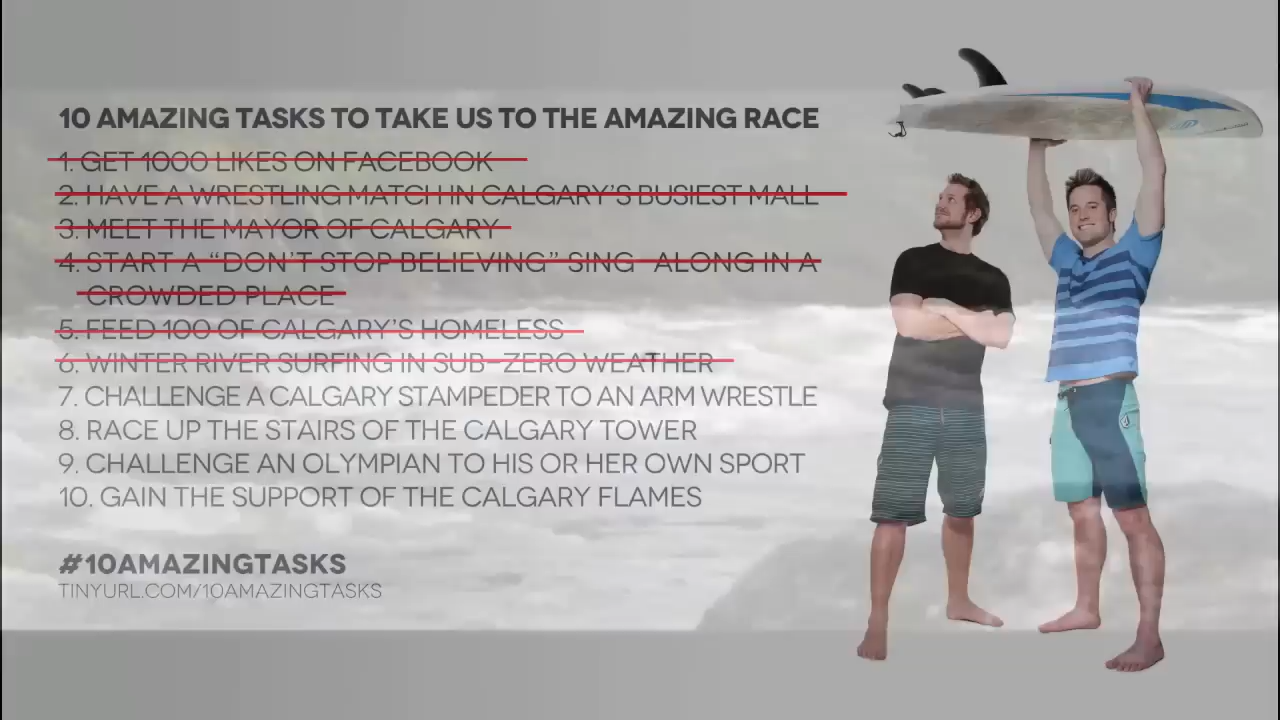 10 AMAZING TASKS TO TAKE US TO THE AMAZING RACE
1. GET 1000 LIKES ON FACEBOOK
2. HAVE A WRESTLING MATCH IN CALGARY'S BUSIEST MALL
3. MEET THE MAYOR OF CALGARY
4. START A “DON'T STOP BELIEVING” SING-ALONG IN A
CROWDED PLACE
5. FEED 100 OF CALGARY'S HOMELESS
6. WINTER RIVER SURFING IN SUB-ZERO WEATHER
7. CHALLENGE A CALGARY STAMPEDER TO AN ARM WRESTLE
8. RACE UP THE STAIRS OF THE CALGARY TOWER
9. CHALLENGE AN OLYMPIAN TO HIS OR HER OWN SPORT
10. GAIN THE SUPPORT OF THE CALGARY FLAMES
#10AMAZINGTASKS
TINYURL.COM/10AMAZINGTASKS